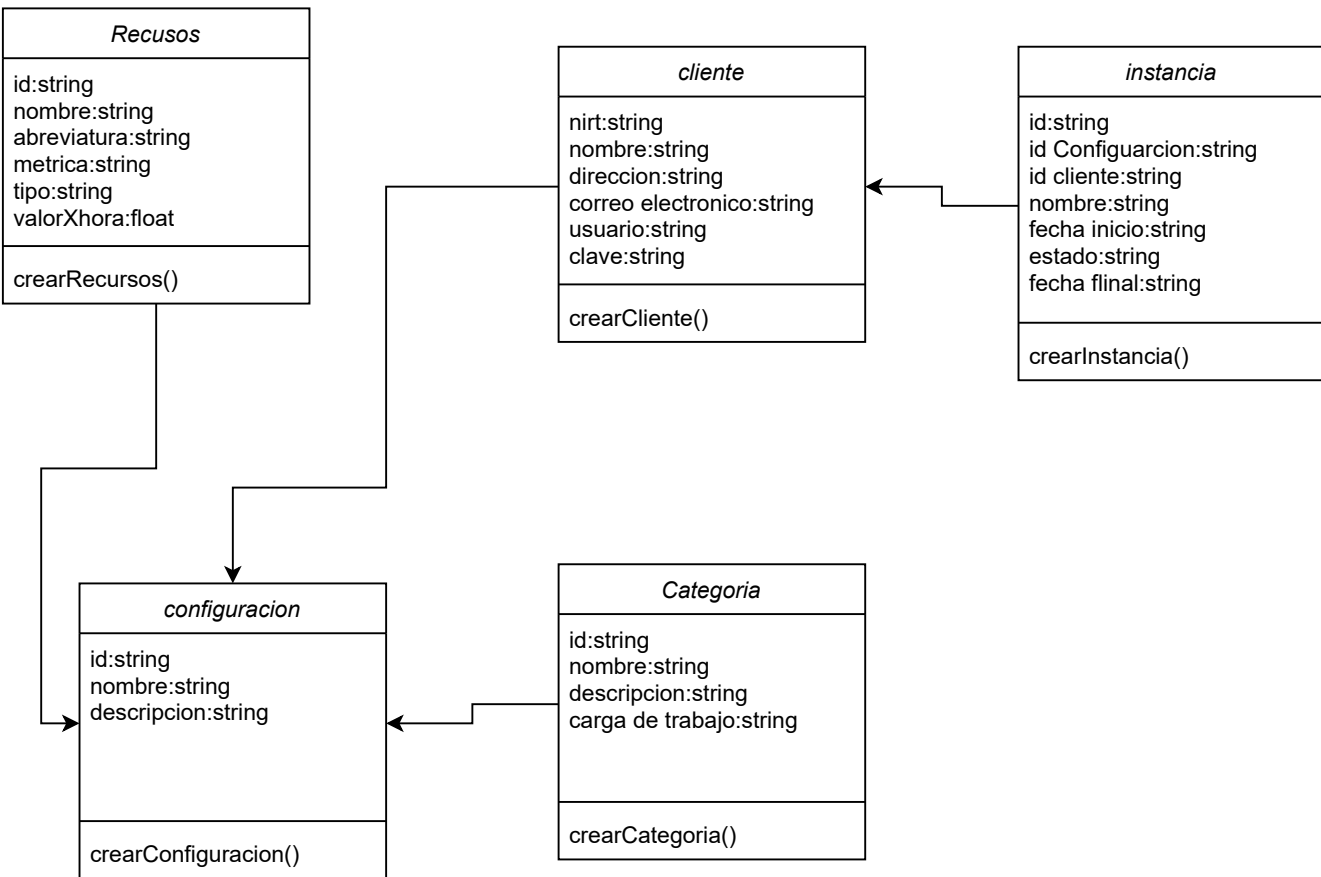 Recusos
id:string
nombre:string
abreviatura:string
metrica:string
tipo:string
valorXhora:float
crearRecursos()
cliente
nirt:string
nombre:string
direccion:string
correo electronico:string
usuario:string
clave:string
crearCliente()
instancia
id:string
id Configuarcion:string
id cliente:string
nombre:string
fecha inicio:string
estado:string
fecha flinal:string
crearInstancia()
configuracion
id:string
nombre:string
descripcion:string
crearConfiguracion()
Categoria
id:string
nombre:string
descripcion:string
carga de trabajo:string
crearCategoria()